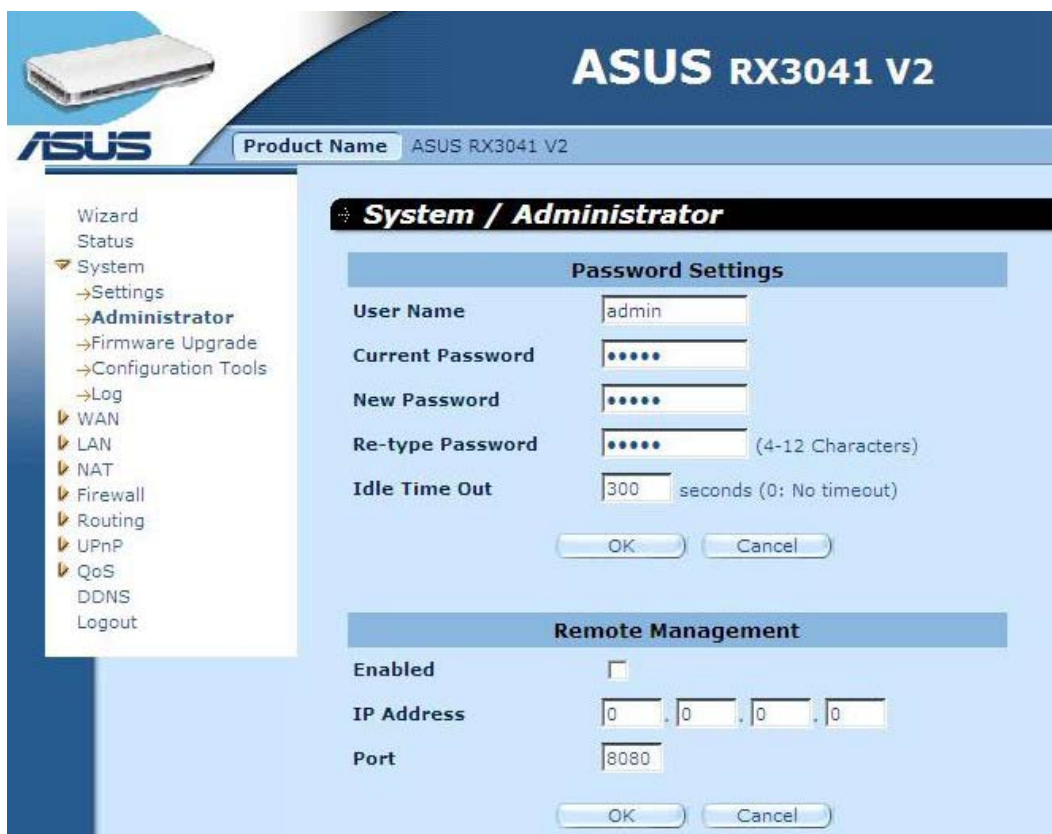 ASUS RX3041 V2
ASUS
Product Name ASUS RX3041 V2
Wizard
Status
System
→Settings
→Administrator
→Firmware Upgrade
→Configuration Tools
→Log
WAN
LAN
NAT
Firewall
Routing
UPnP
QoS
DDNS
Logout
System / Administrator
Password Settings
User Name admin
Current Password •••••
New Password •••••
Re-type Password ••••• (4-12 Characters)
Idle Time Out 300 seconds (0: No timeout)
OK Cancel
Remote Management
Enabled
IP Address 0 . 0 . 0 . 0
Port 8080
OK Cancel